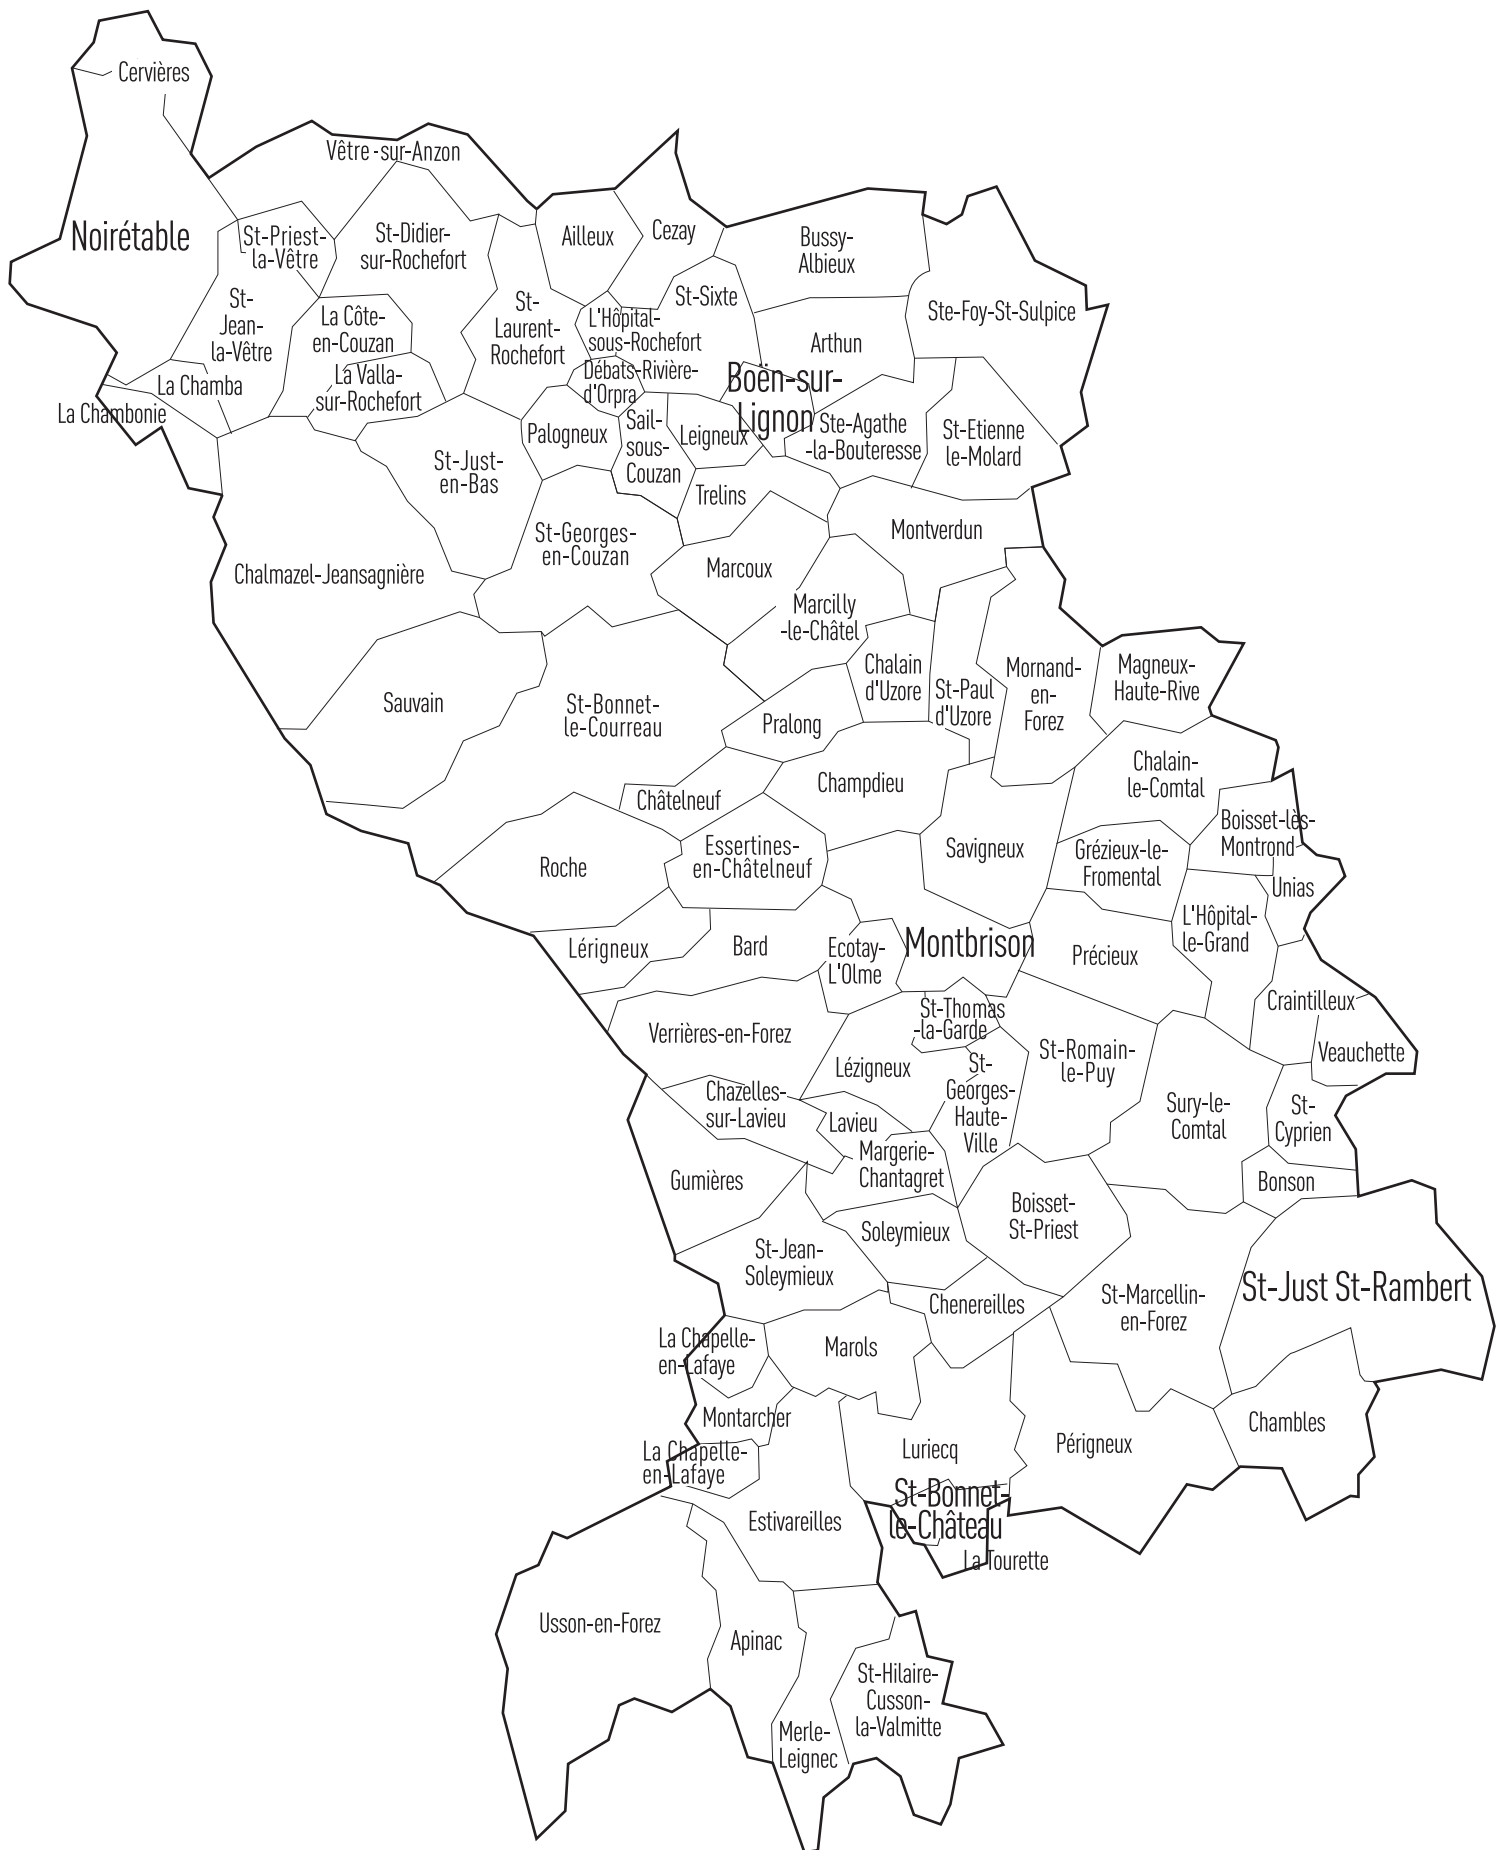 Cervières
Vêtre -sur-Anzon
Noirétable
St-Priest-
la-Vêtre
St-Didier-
sur-Rochefort
Ailleux
Cezay
Bussy-
Albieux
St-
Jean-
la-Vêtre
La Côte-
en-Couzan
St-
Laurent-
Rochefort
L'Hôpital-
sous-Rochefort
St-Sixte
Arthun
Ste-Foy-St-Sulpice
La Chamba
La Chambonie
La Valla-
sur-Rochefort
Débats-Rivière-
d'Orpra
Boën-sur-
Lignon
Palogneux
Sail-
sous-
Couzan
Leigneux
Ste-Agathe
-la-Bouteresse
St-Etienne
le-Molard
St-Just-
en-Bas
Trelins
St-Georges-
en-Couzan
Montverdun
Chalmazel-Jeansagnière
Marcoux
Marcilly
-le-Châtel
Sauvain
St-Bonnet-
le-Courreau
Pralong
Chalain
d'Uzore
St-Paul
d'Uzore
Mornand-
en-
Forez
Magneux-
Haute-Rive
Châtelneuf
Champdieu
Chalain-
le-Comtal
Roche
Essertines-
en-Châtelneuf
Savigneux
Grézieux-le-
Fromental
Boisset-lès-
Montrond
Unias
Lérigneux
Bard
Ecotay-
L'Olme
Montbrison
Précieux
L'Hôpital-
le-Grand
Craintilleux
Verrières-en-Forez
St-Thomas
-la-Garde
Lézigneux
St-
Georges-
Haute-
Ville
St-Romain-
le-Puy
Veauchette
Chazelles-
sur-Lavieu
Lavieu
Sury-le-
Comtal
St-
Cyprien
Margerie-
Chantagret
Gumières
Bonson
Soleymieux
Boisset-
St-Priest
St-Jean-
Soleymieux
Chenereilles
St-Marcellin-
en-Forez
St-Just St-Rambert
La Chapelle-
en-Lafaye
Marols
Montarcher
Luriecq
Périgneux
Chambles
La Chapelle-
en-Lafaye
Estivareilles
St-Bonnet-
le-Château
La Tourette
Usson-en-Forez
Apinac
St-Hilaire-
Cusson-
la-Valmitte
Merle-
Leignec